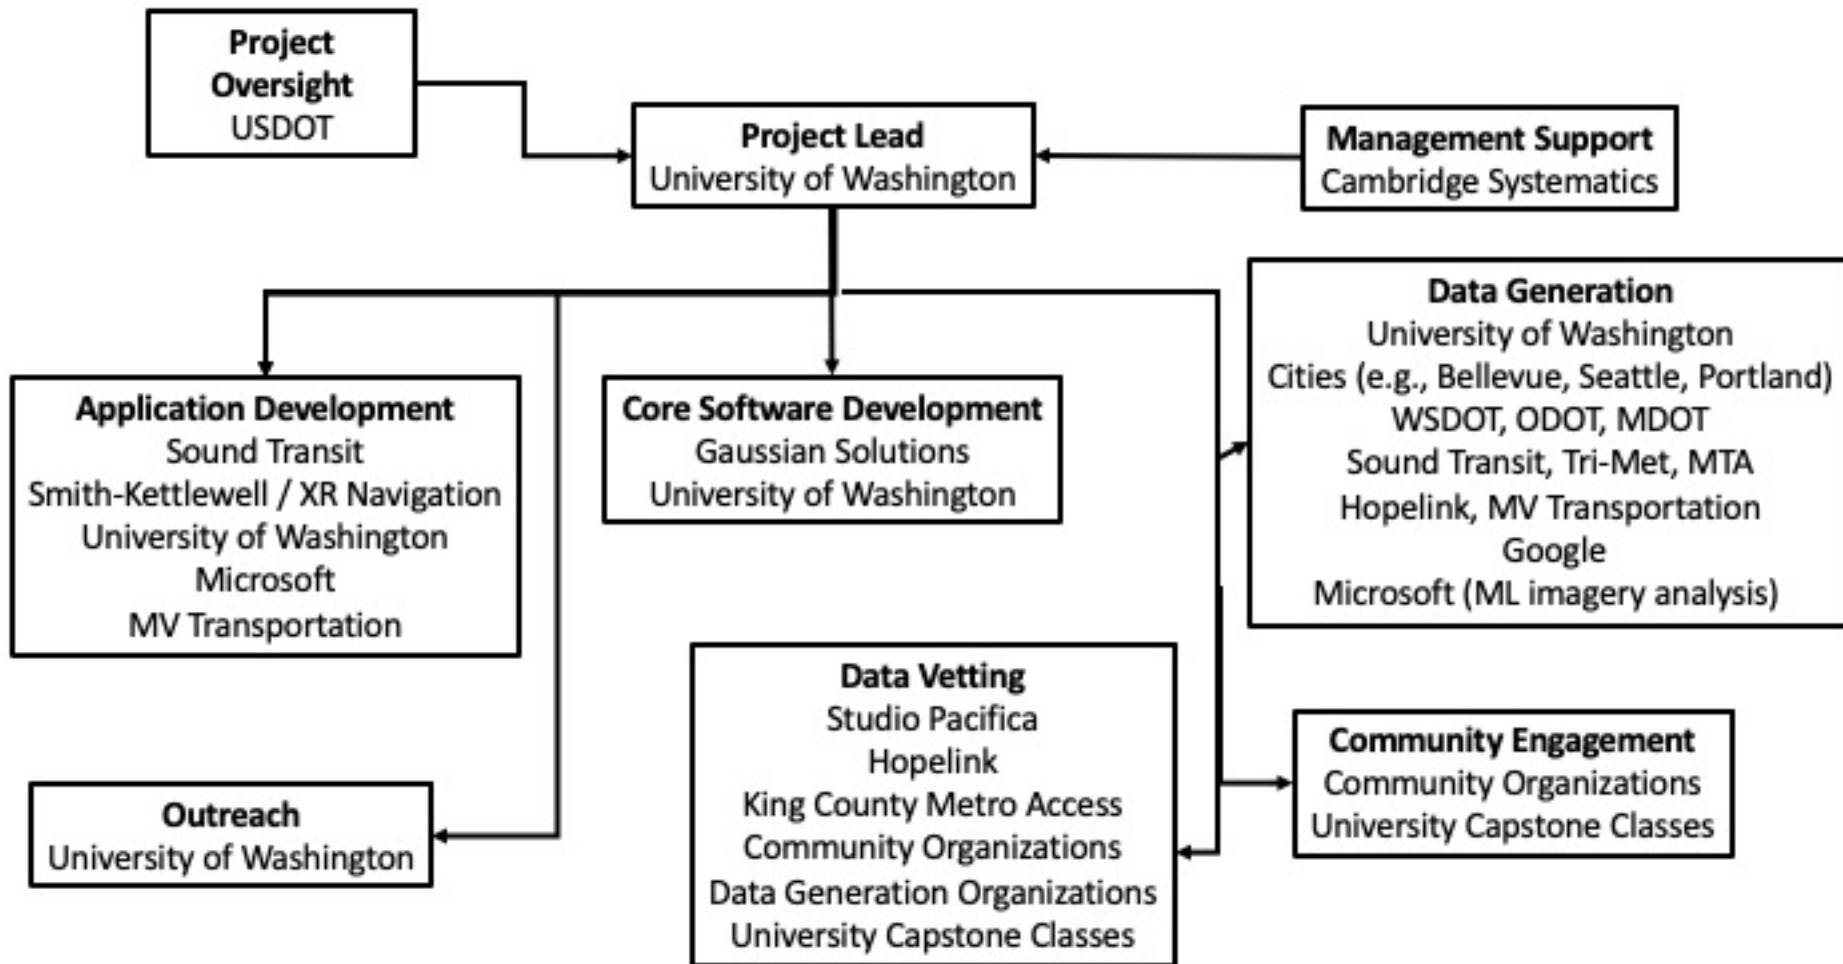 Project
Oversight
USDOT
Project Lead
University of Washington
Management Support
Cambridge Systematics
Application Development
Sound Transit
Smith-Kettlewell / XR Navigation
University of Washington
Microsoft
MV Transportation
Core Software Development
Gaussian Solutions
University of Washington
Data Generation
University of Washington
Cities (e.g., Bellevue, Seattle, Portland)
WSDOT, ODOT, MDOT
Sound Transit, Tri-Met, MTA
Hopelink, MV Transportation
Google
Microsoft (ML imagery analysis)
Outreach
University of Washington
Data Vetting
Studio Pacifica
Hopelink
King County Metro Access
Community Organizations
Data Generation Organizations
University Capstone Classes
Community Engagement
Community Organizations
University Capstone Classes